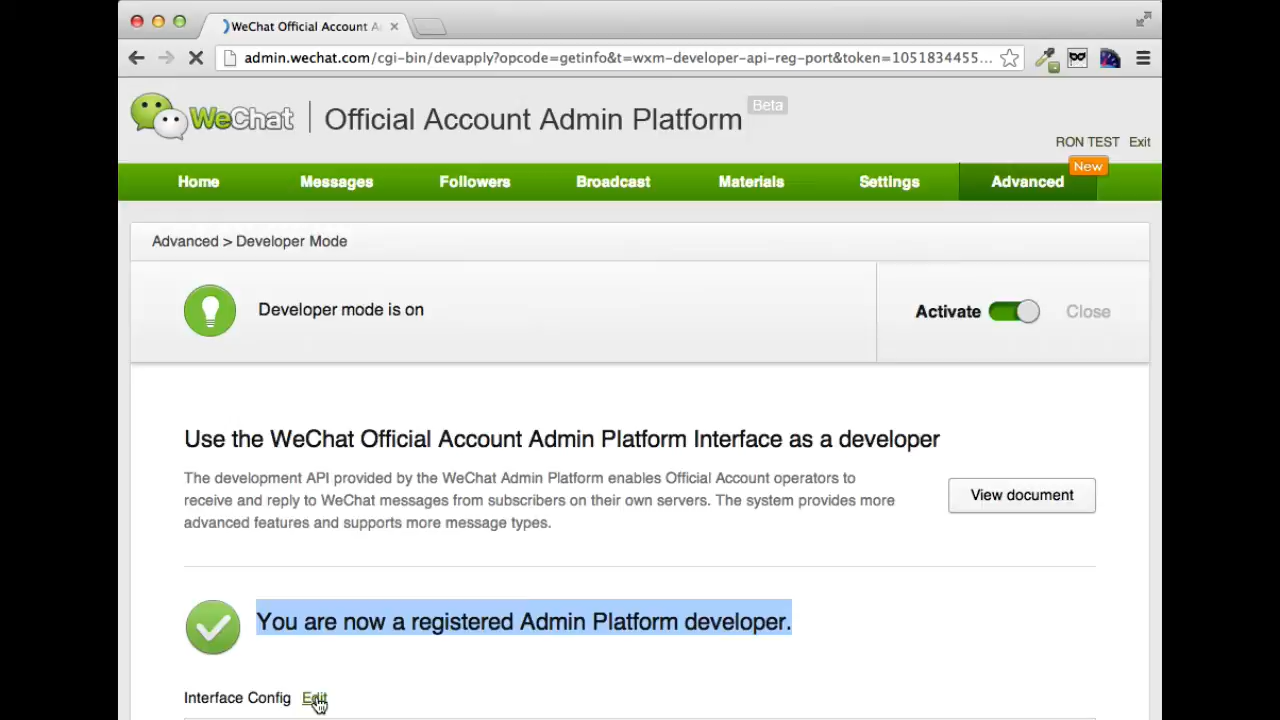 WeChat Official Account A
admin.wechat.com/cgi-bin/devapply?opcode=getinfo&t=wxm-developer-api-reg-port&token=1051834455...
WeChat | Official Account Admin Platform Beta
RON TEST Exit
New
Home Messages Followers Broadcast Materials Settings Advanced
Advanced > Developer Mode
Developer mode is on
Activate Close
Use the WeChat Official Account Admin Platform Interface as a developer
The development API provided by the WeChat Admin Platform enables Official Account operators to
receive and reply to WeChat messages from subscribers on their own servers. The system provides more
advanced features and supports more message types.
View document
You are now a registered Admin Platform developer.
Interface Config Edit